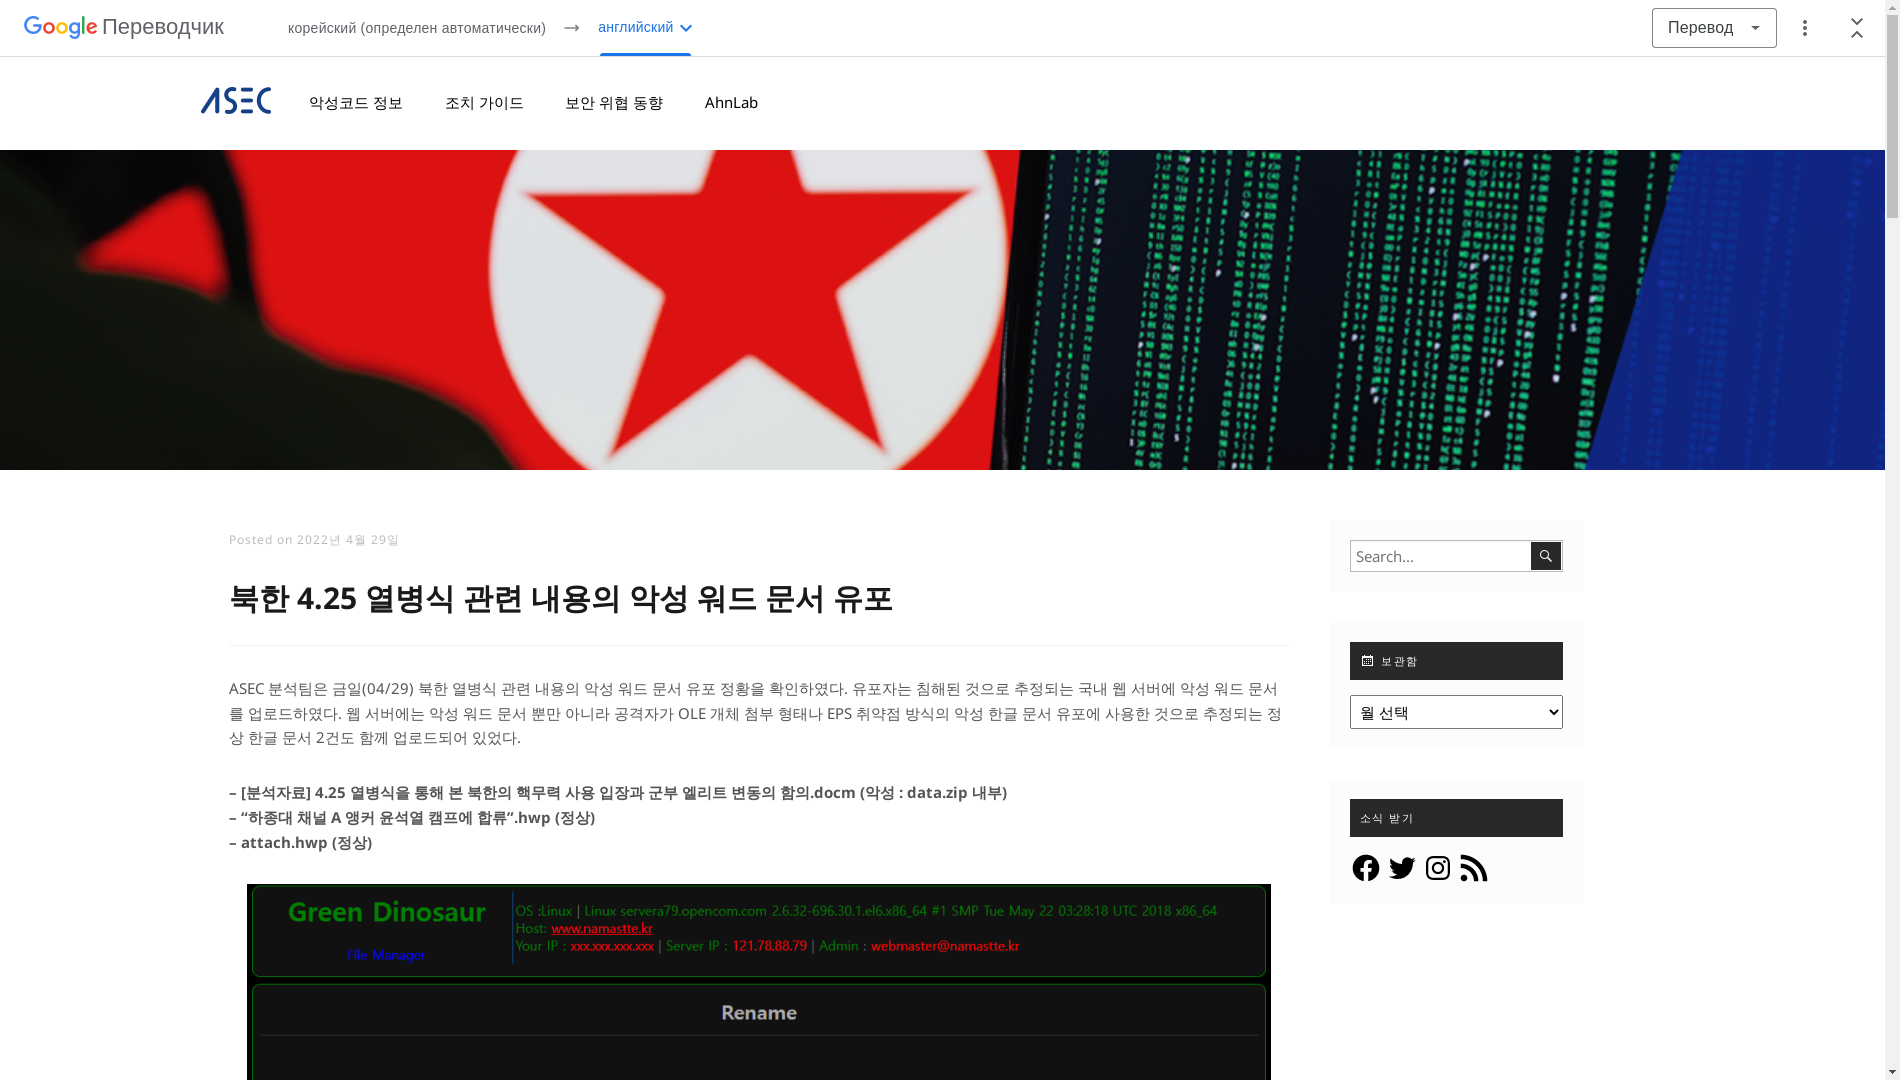 Google Переводчик
корейский (определен автоматически) → английский
Перевод
ASEC
악성코드 정보
조치 가이드
보안 위협 동향
AhnLab
Posted on 2022년 4월 29일
북한 4.25 열병식 관련 내용의 악성 워드 문서 유포
ASEC 분석팀은 금일(04/29) 북한 열병식 관련 내용의 악성 워드 문서 유포 정황을 확인하였다. 유포자는 침해된 것으로 추정되는 국내 웹 서버에 악성 워드 문서
를 업로드하였다. 웹 서버에는 악성 워드 문서 뿐만 아니라 공격자가 OLE 개체 첨부 형태나 EPS 취약점 방식의 악성 한글 문서 유포에 사용한 것으로 추정되는 정
상 한글 문서 2건도 함께 업로드되어 있었다.
– [분석자료] 4.25 열병식을 통해 본 북한의 핵무력 사용 입장과 군부 엘리트 변동의 함의.docm (악성 : data.zip 내부)
– “하종대 채널 A 앵커 윤석열 캠프에 합류”.hwp (정상)
– attach.hwp (정상)
Green Dinosaur
File Manager
OS :Linux | Linux servera79.opencom.com 2.6.32-696.30.1.el6.x86_64 #1 SMP Tue May 22 03:28:18 UTC 2018 x86_64
Host: www.namastte.kr
Your IP : xxx.xxx.xxx.xxx | Server IP : 121.78.88.79 | Admin : webmaster@namastte.kr
Rename
Search...
보관함
월 선택
소식 받기